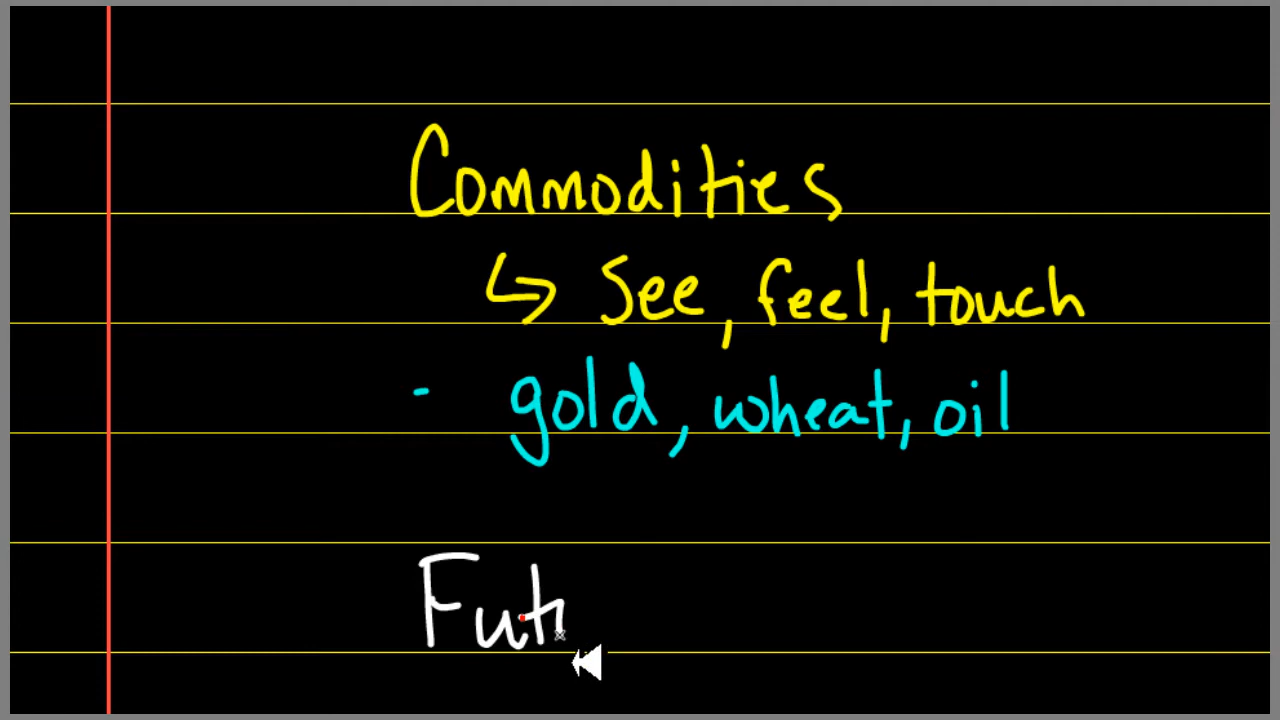 Commodities
↳ See, feel, touch
- gold, wheat, oil
Fut